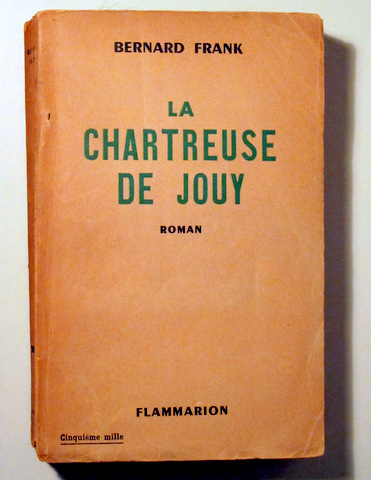 BERNARD FRANK
LA
CHARTREUSE
DE JOUY
ROMAN
FLAMMARION
Cinquième mille